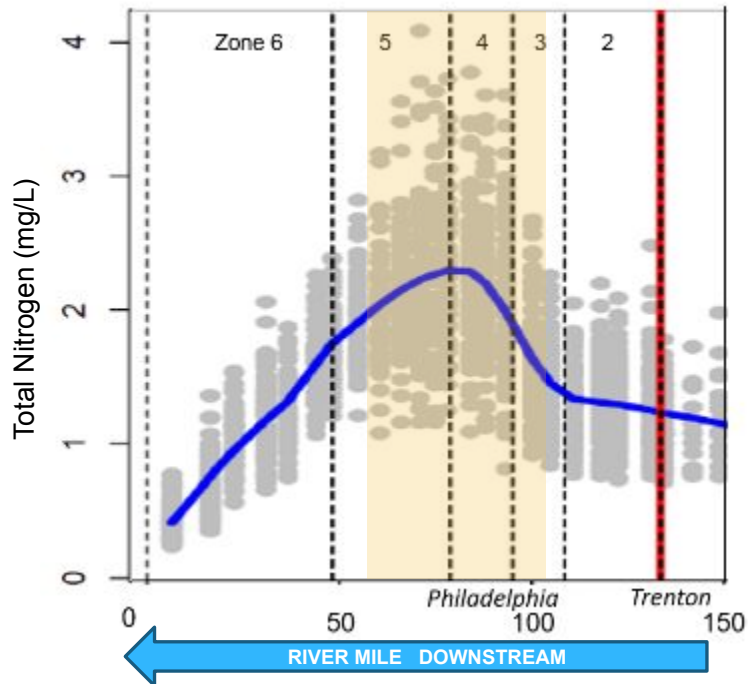 Zone 6 5 4 3 2
Total Nitrogen (mg/L)
4
3
2
1
0
Philadelphia Trenton
0 50 100 150
RIVER MILE DOWNSTREAM